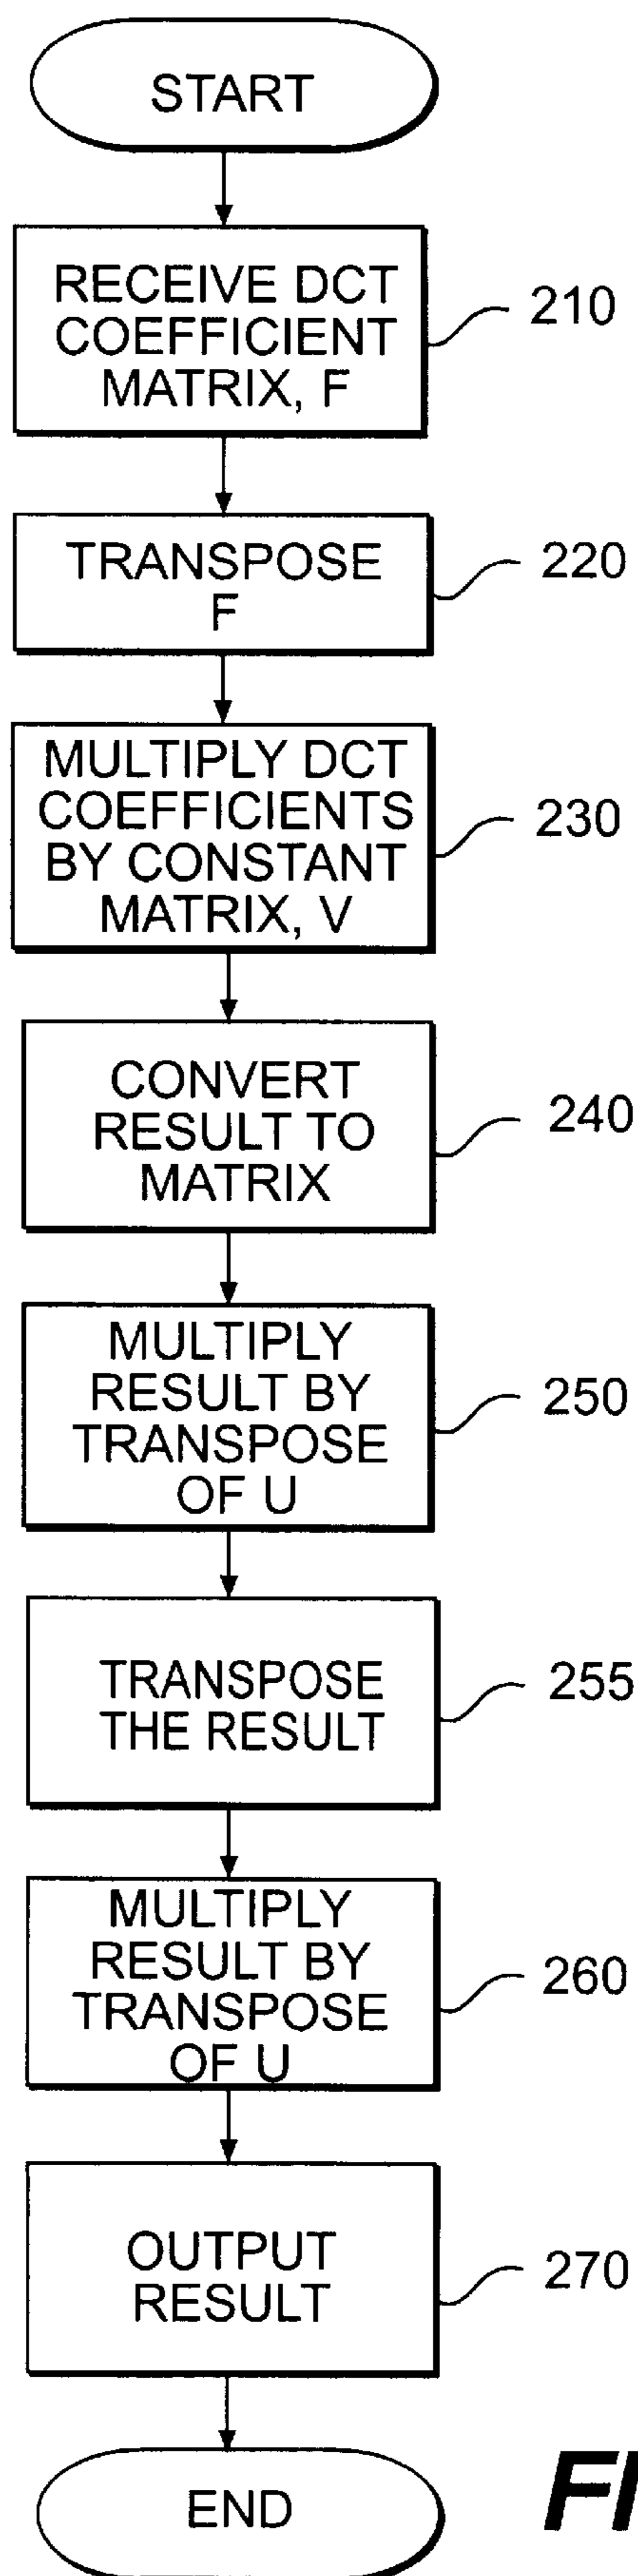 START
RECEIVE DCT
COEFFICIENT
MATRIX, F
210
TRANSPOSE
F
220
MULTIPLY DCT
COEFFICIENTS
BY CONSTANT
MATRIX, V
230
CONVERT
RESULT TO
MATRIX
240
MULTIPLY
RESULT BY
TRANSPOSE
OF U
250
TRANSPOSE
THE RESULT
255
MULTIPLY
RESULT BY
TRANSPOSE
OF U
260
OUTPUT
RESULT
270
END